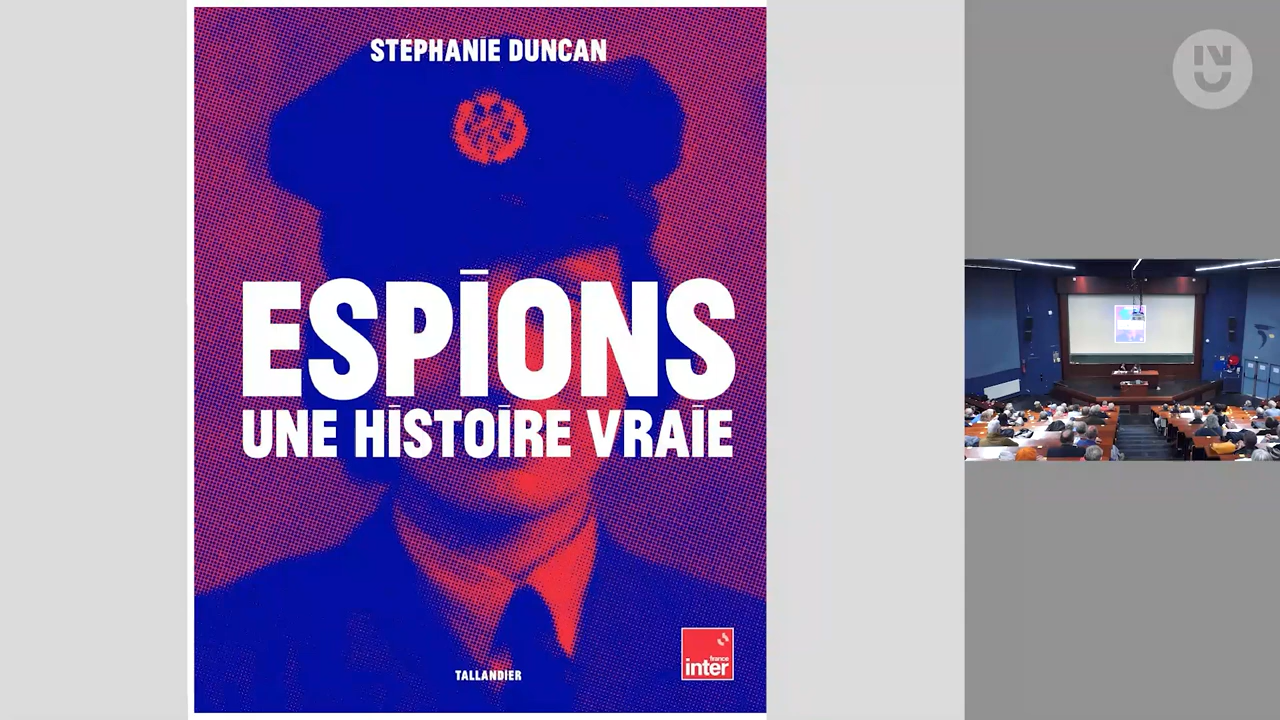 STÉPHANIE DUNCAN
ESPIONS
UNE HISTOIRE VRAIE
TALLANDIER
france
inter